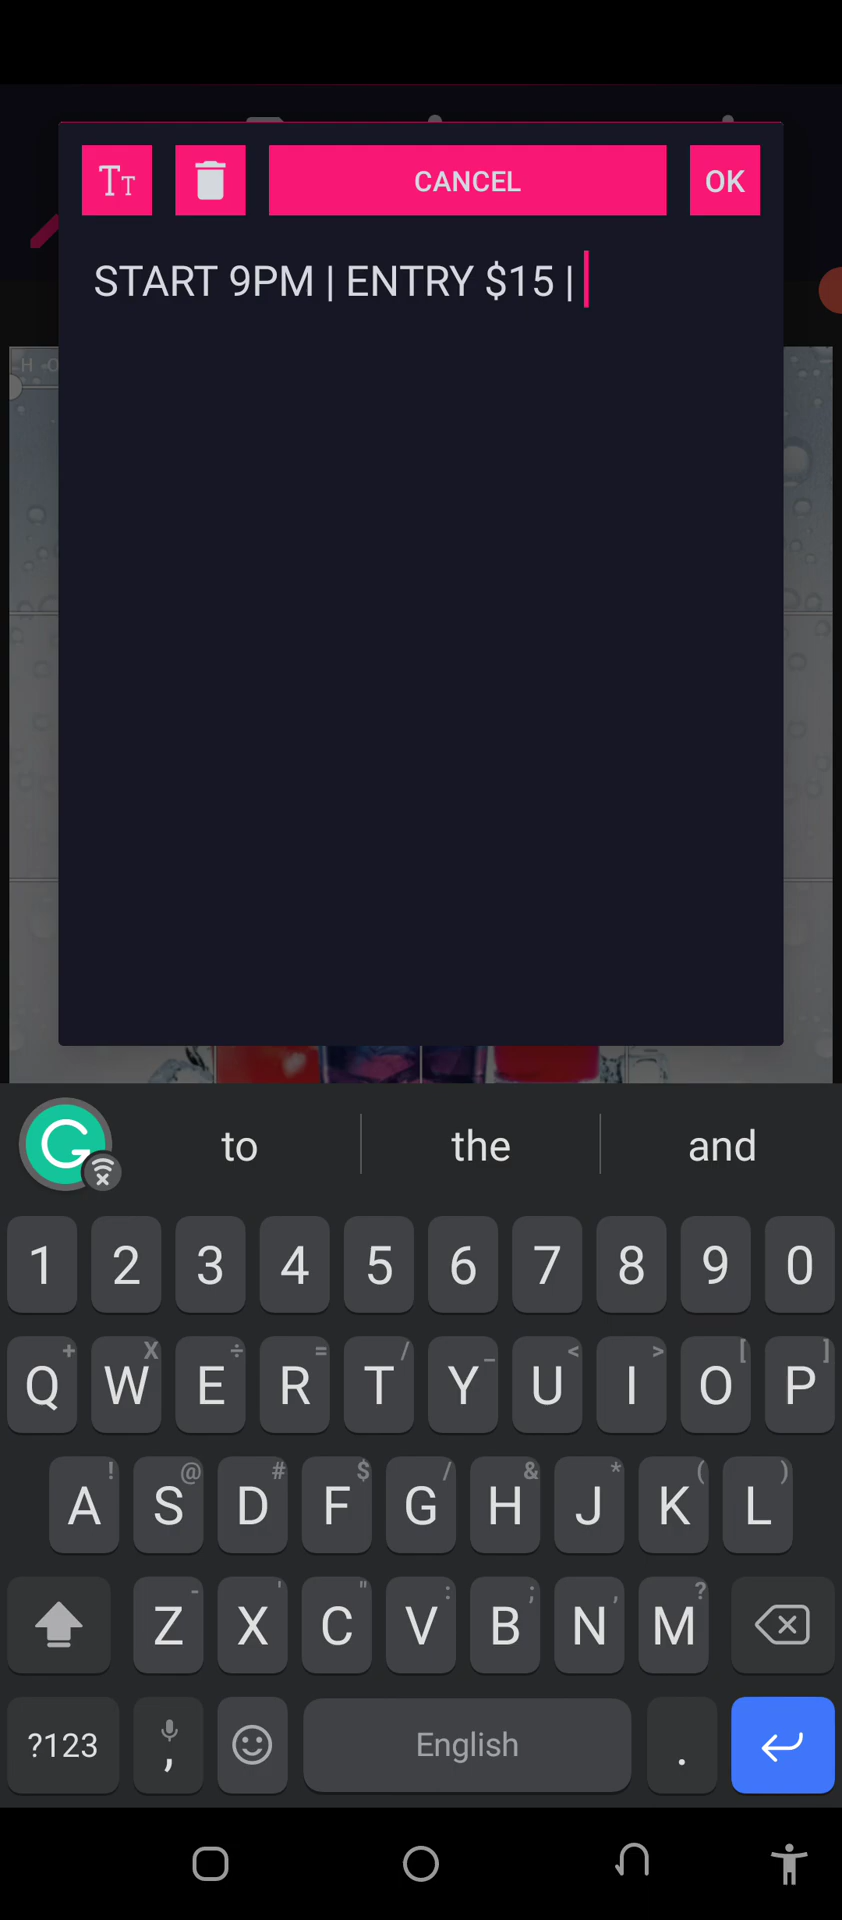 Tт
CANCEL
OK
START 9PM | ENTRY $15 |
H O
to
the
and
1 2 3 4 5 6 7 8 9 0
+ X ÷ = / _ < > [ ]
Q W E R T Y U I O P
! @ # $ / & * ( )
A S D F G H J K L
- ' " : ; , ?
Z X C V B N M
?123 , English .